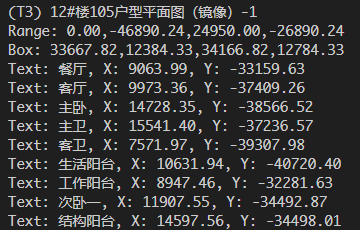 (T3) 12#楼105户型平面图（镜像）-1
Range: 0.00,-46890.24,24950.00,-26890.24
Box: 33667.82,12384.33,34166.82,12784.33
Text: 餐厅, X: 9063.99, Y: -33159.63
Text: 客厅, X: 9973.36, Y: -37409.26
Text: 主卧, X: 14728.35, Y: -38566.52
Text: 主卫, X: 15541.40, Y: -37236.57
Text: 客卫, X: 7571.97, Y: -39307.98
Text: 生活阳台, X: 10631.94, Y: -40720.40
Text: 工作阳台, X: 8947.46, Y: -32281.63
Text: 次卧一, X: 11907.55, Y: -34492.87
Text: 结构阳台, X: 14597.56, Y: -34498.01